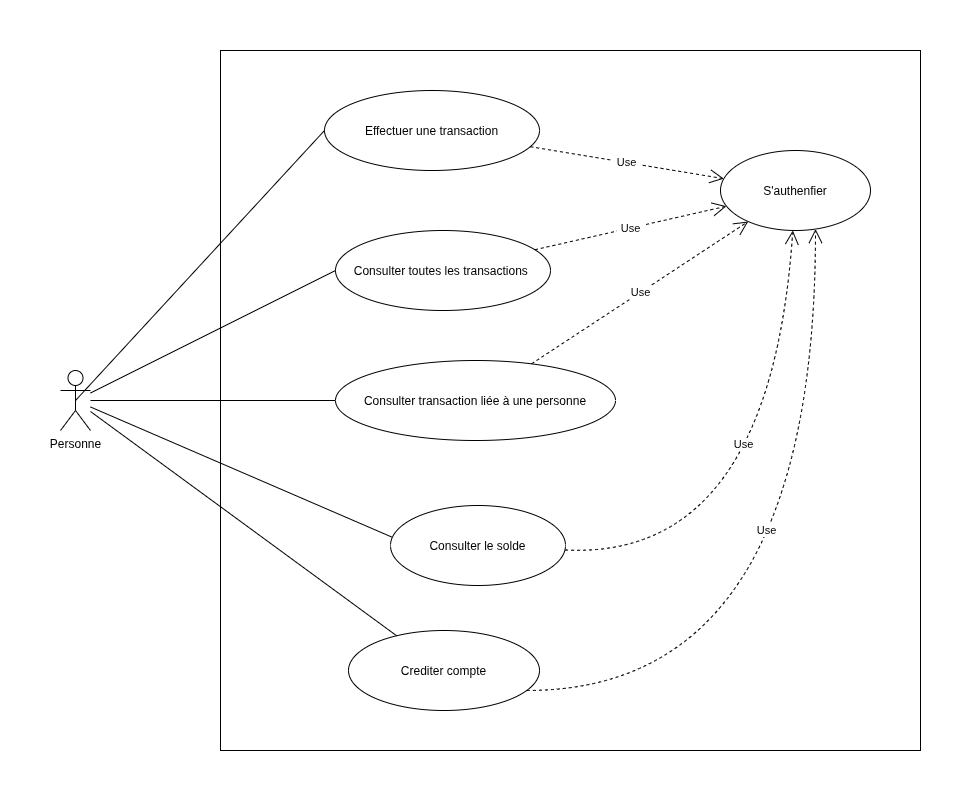 Effectuer une transaction
Use
S'authenfier
Use
Consulter toutes les transactions
Use
Consulter transaction liée à une personne
Personne
Use
Consulter le solde
Use
Crediter compte